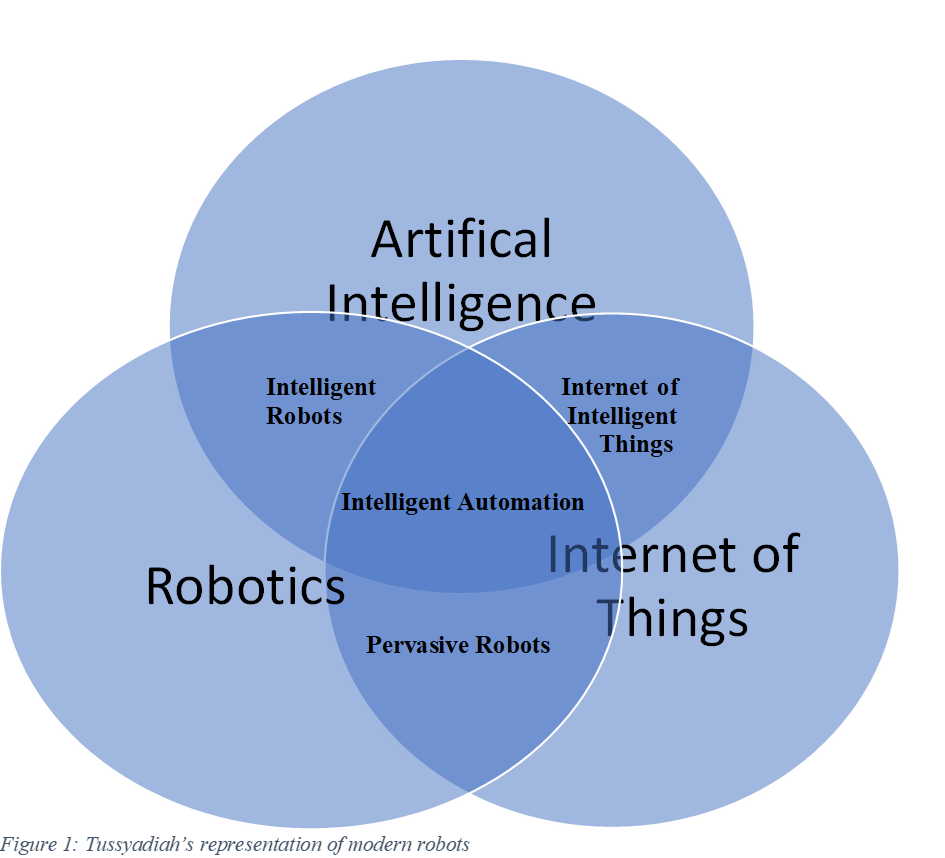 Artifical
Intelligence
Intelligent
Robots
Internet of
Intelligent
Things
Intelligent Automation
Internet of
Things
Robotics
Pervasive Robots
Figure 1: Tussyadiah’s representation of modern robots